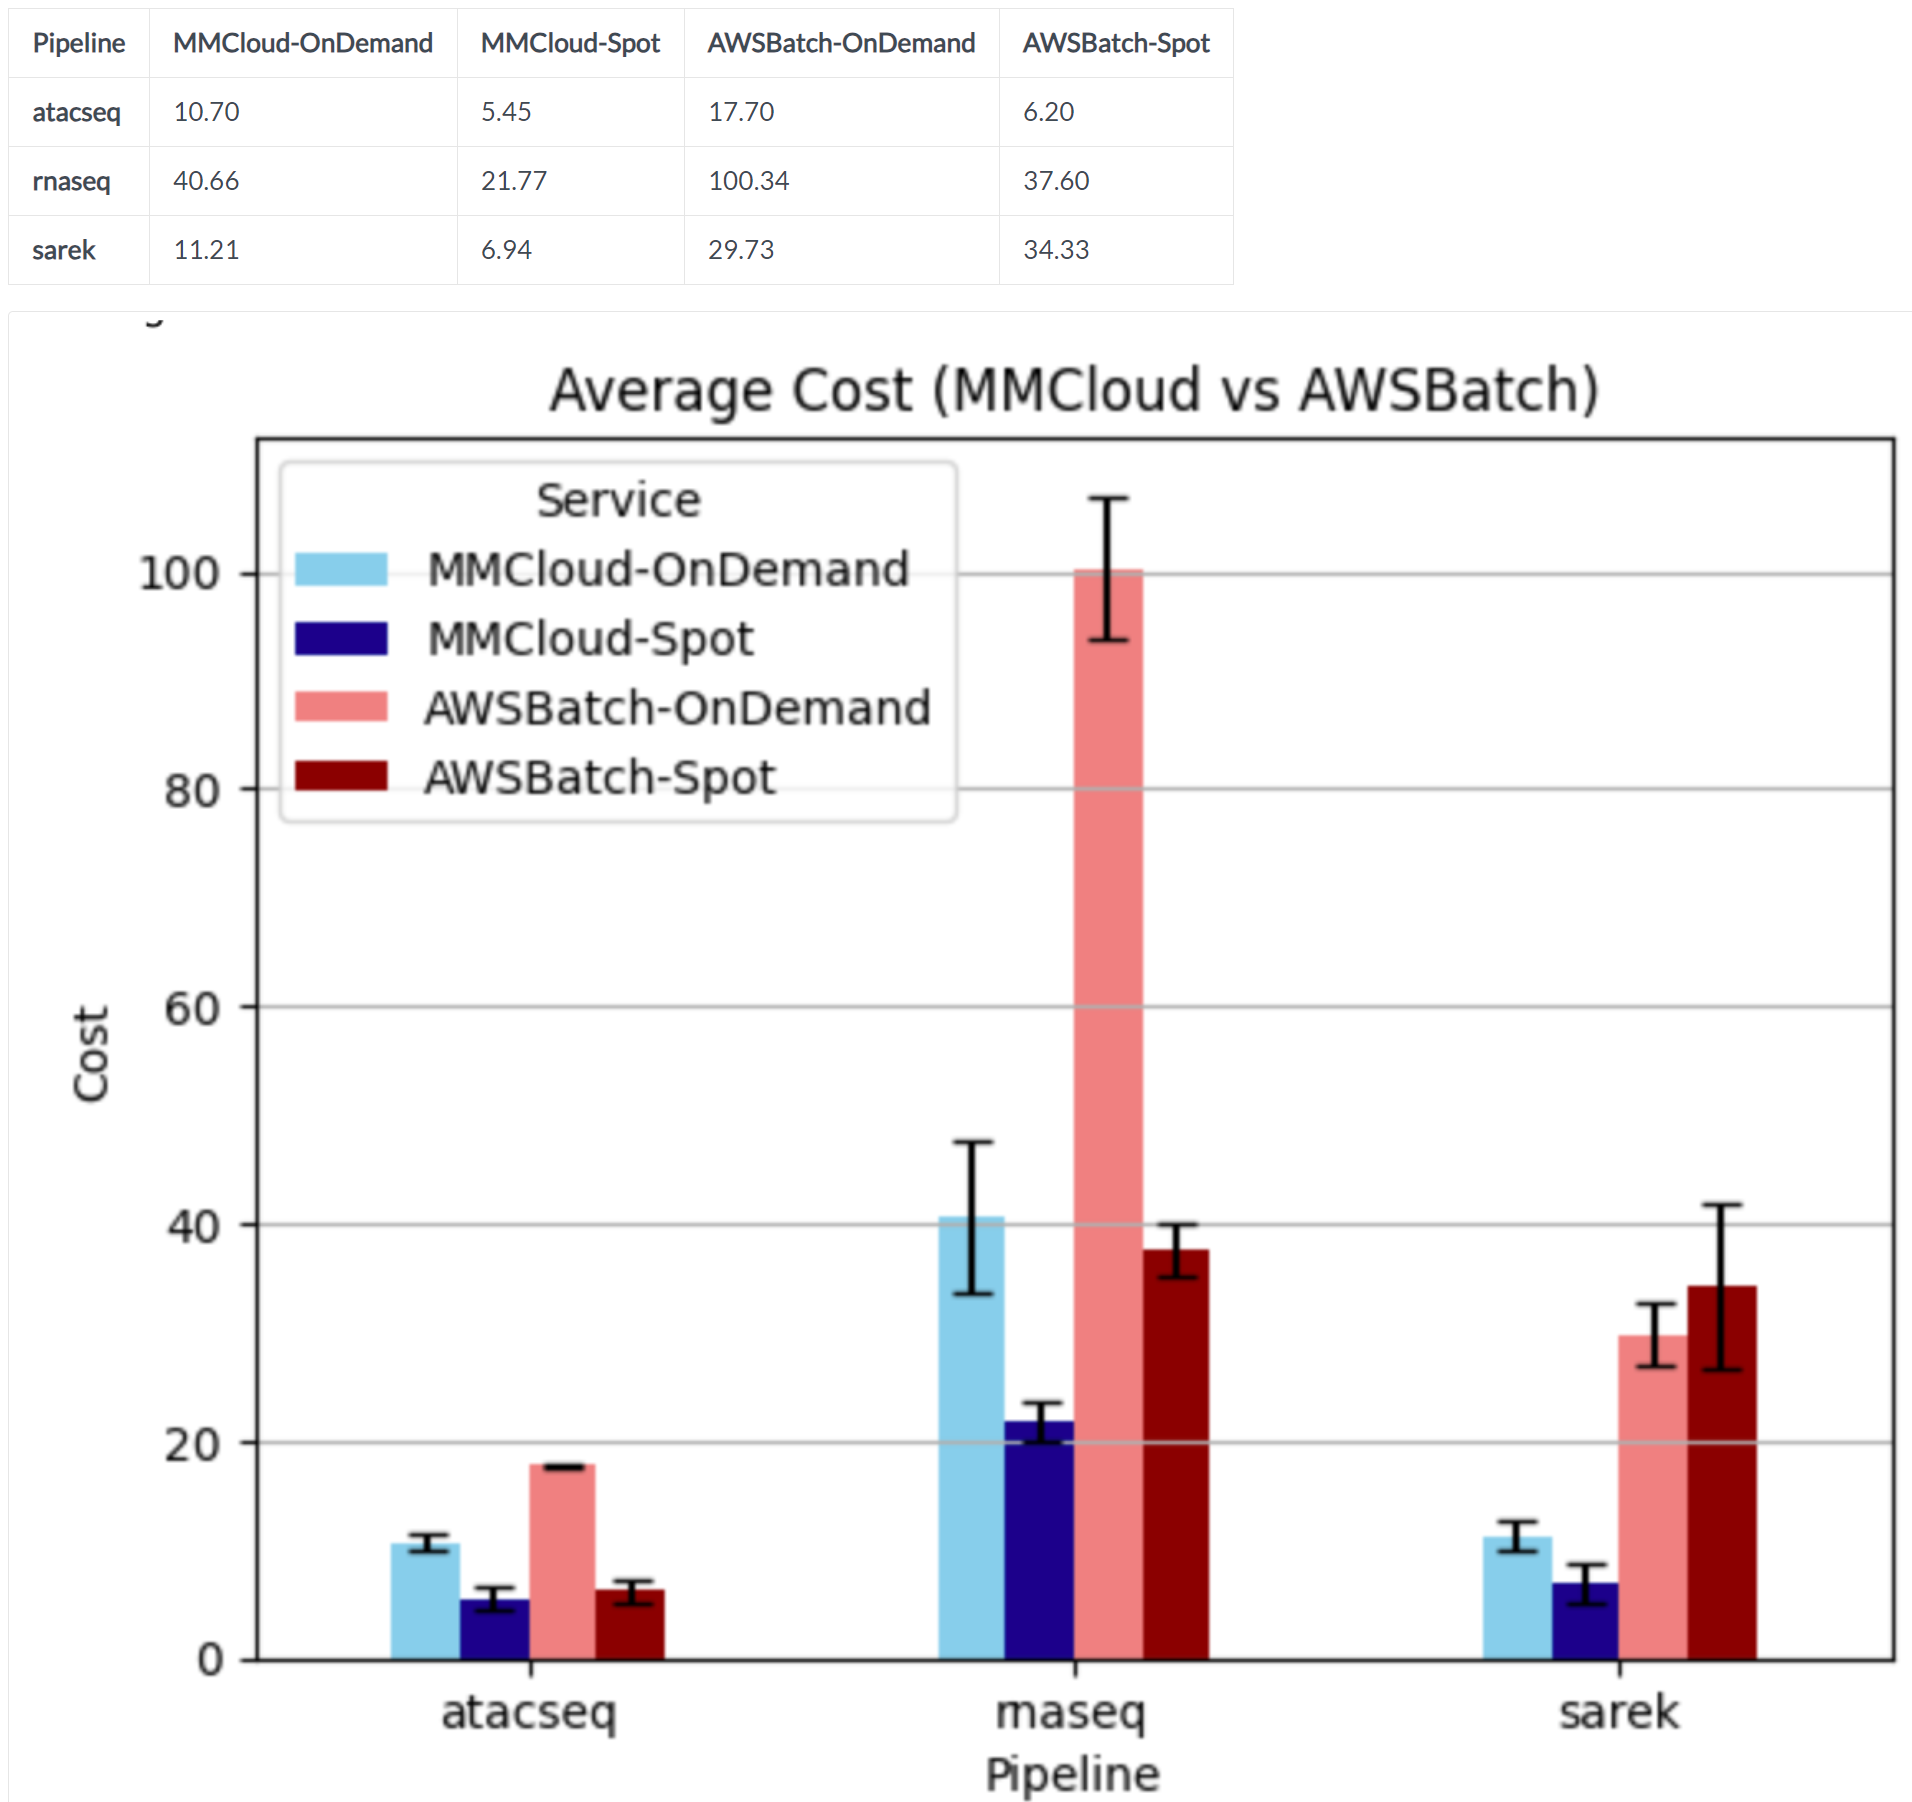 Pipeline MMCloud-OnDemand MMCloud-Spot AWSBatch-OnDemand AWSBatch-Spot
atacseq 10.70 5.45 17.70 6.20
rnaseq 40.66 21.77 100.34 37.60
sarek 11.21 6.94 29.73 34.33
Average Cost (MMCloud vs AWSBatch)
Service
MMCloud-OnDemand
MMCloud-Spot
AWSBatch-OnDemand
AWSBatch-Spot
100
80
60
40
20
0
Cost
atacseq rnaseq sarek
Pipeline